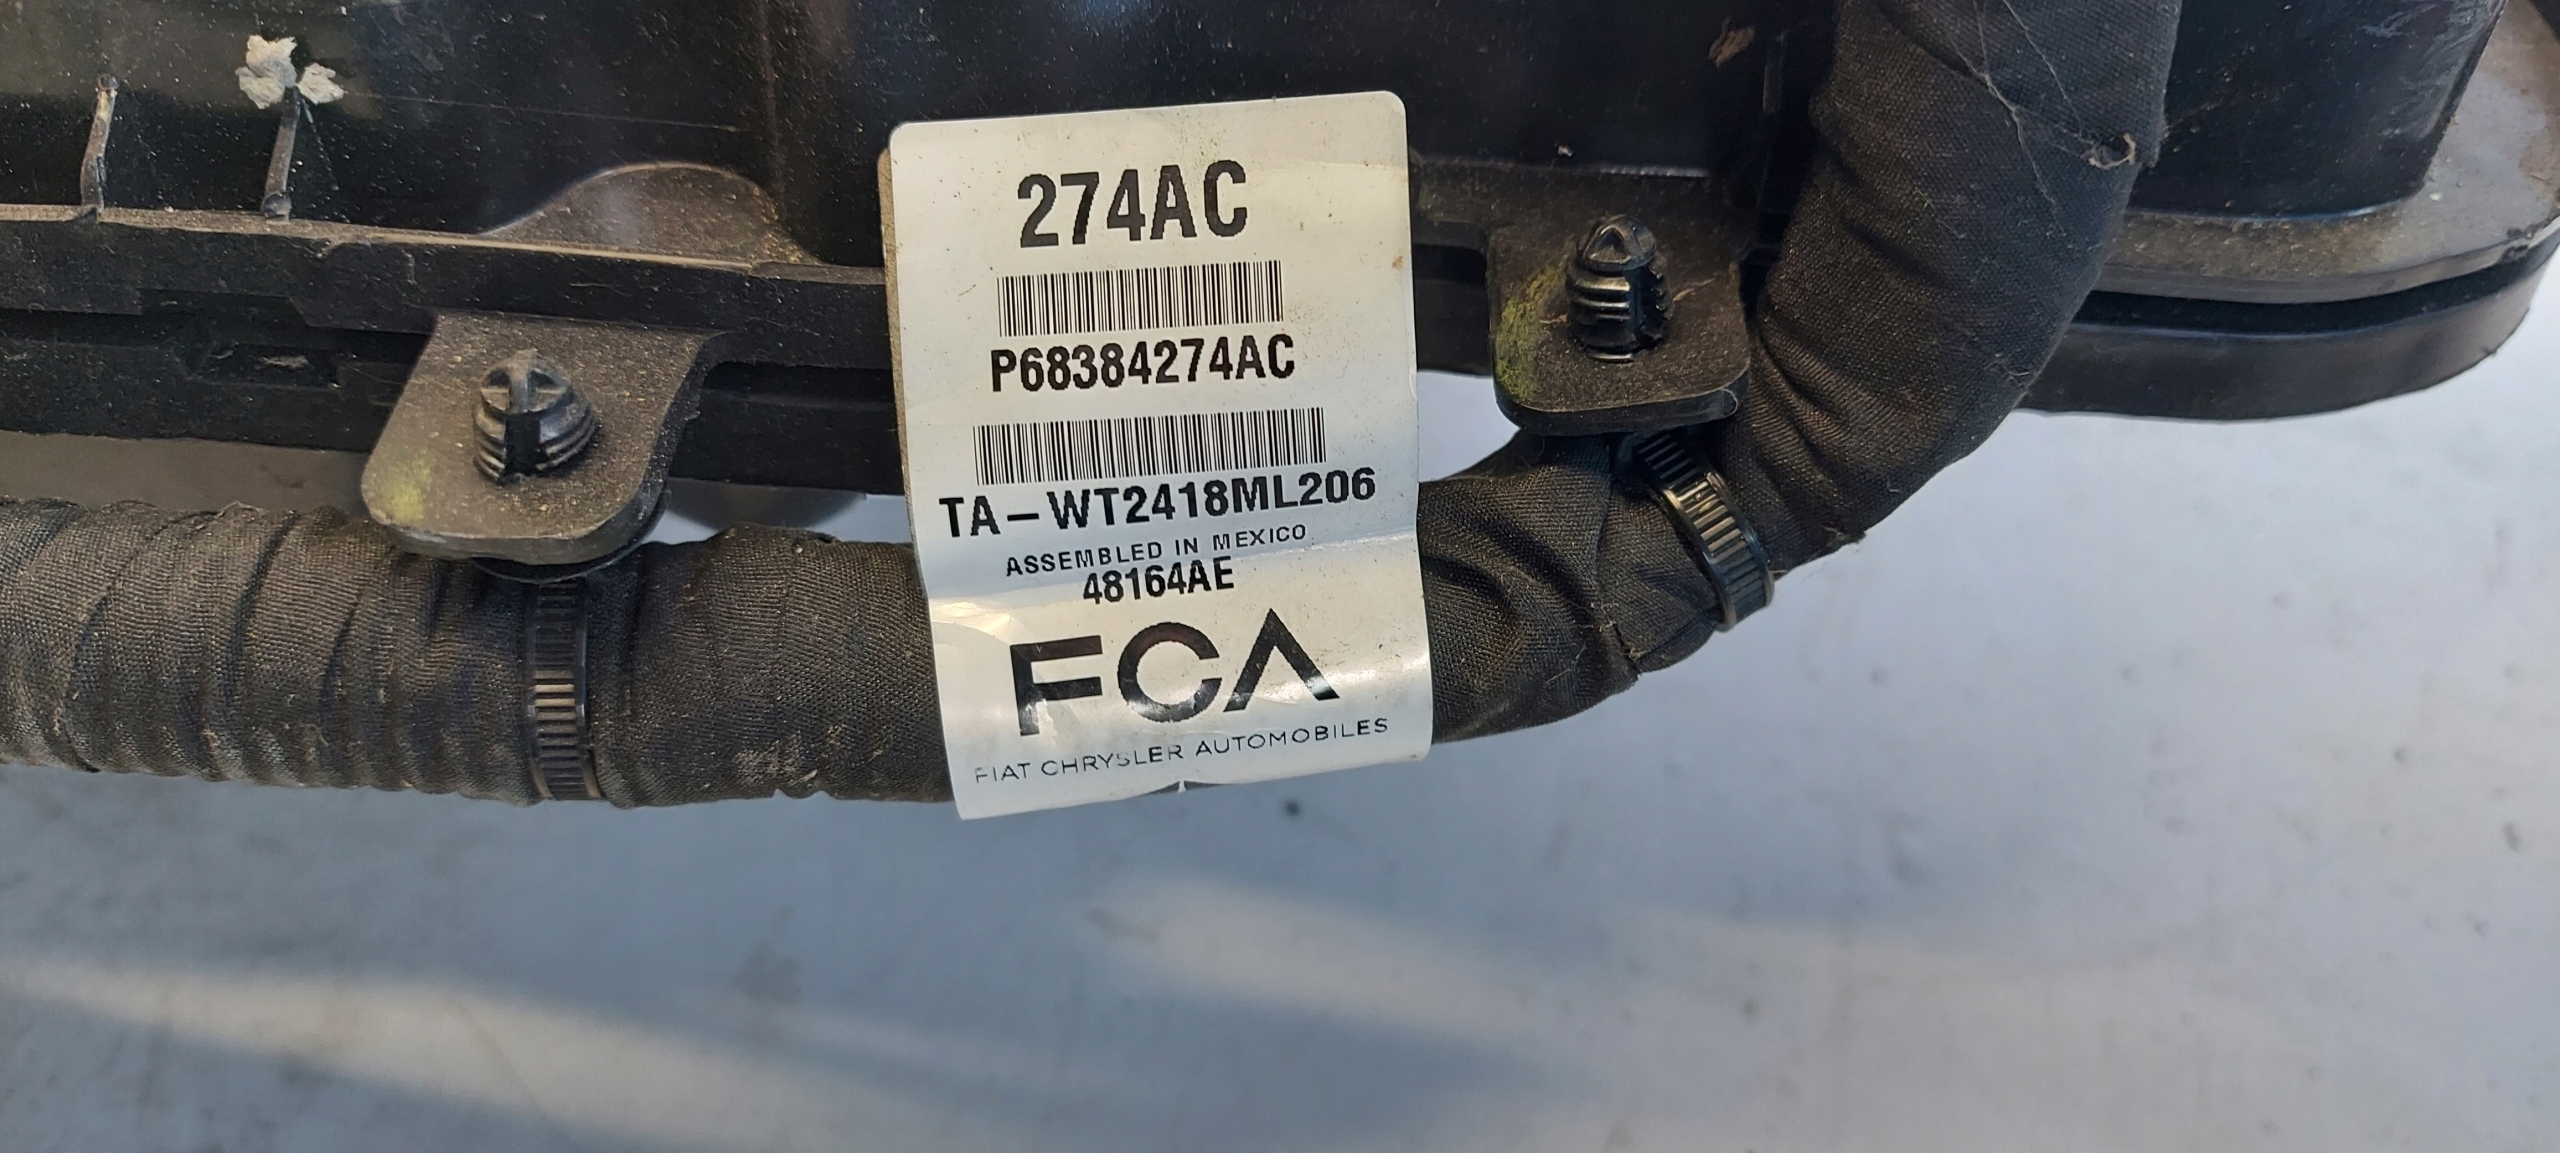 274AC
P68384274AC
TA-WT2418ML206
ASSEMBLED IN MEXICO
48164AE
FCA
FIAT CHRYSLER AUTOMOBILES